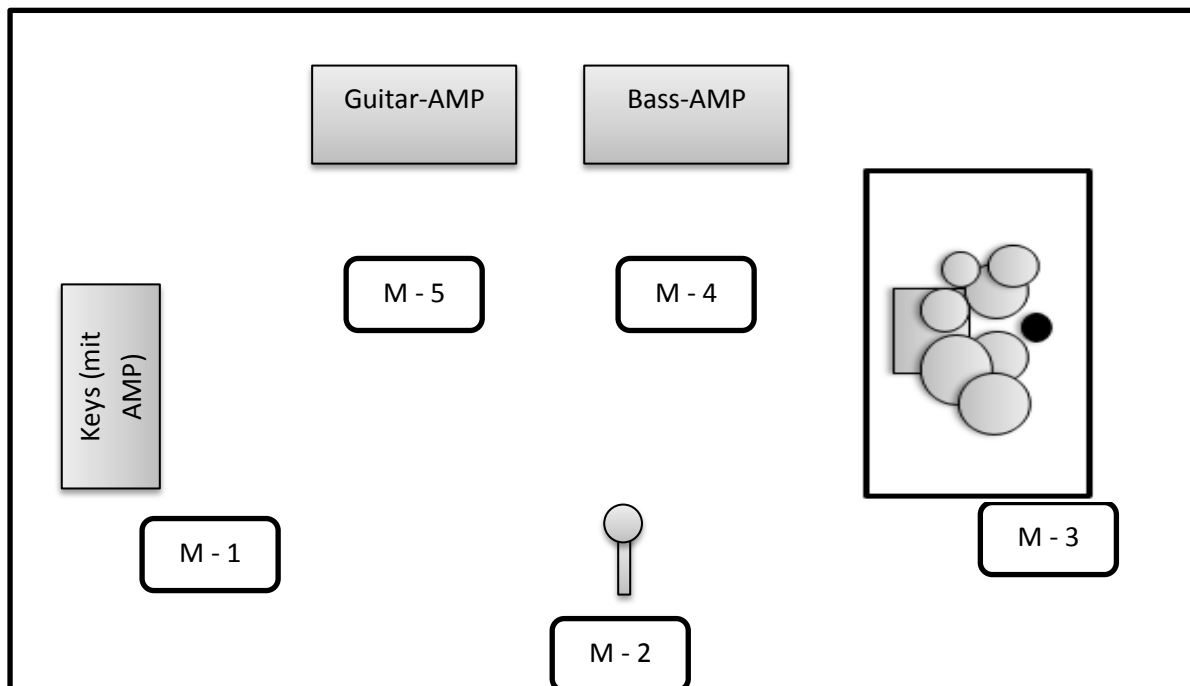 Guitar-AMP
Bass-AMP
M - 5
M - 4
Keys (mit
AMP)
M - 1
M - 3
M - 2